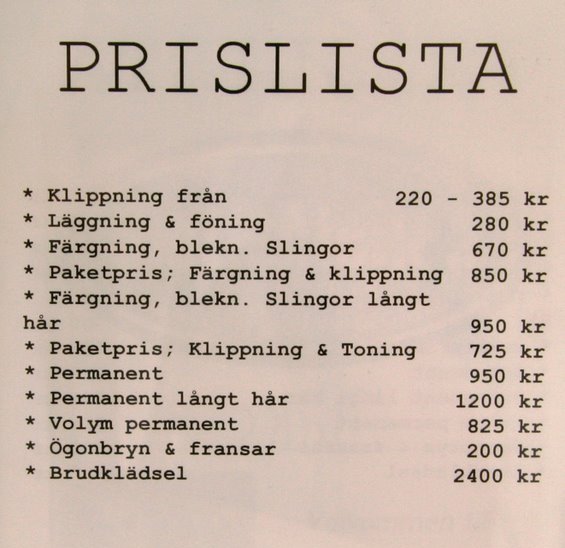 PRISLISTA
* Klippning från 220 - 385 kr
* Läggning & föning 280 kr
* Färgning, blekn. Slingor 670 kr
* Paketpris; Färgning & klippning 850 kr
* Färgning, blekn. Slingor långt
hår 950 kr
* Paketpris; Klippning & Toning 725 kr
* Permanent 950 kr
* Permanent långt hår 1200 kr
* Volym permanent 825 kr
* Ögonbryn & fransar 200 kr
* Brudklädsel 2400 kr